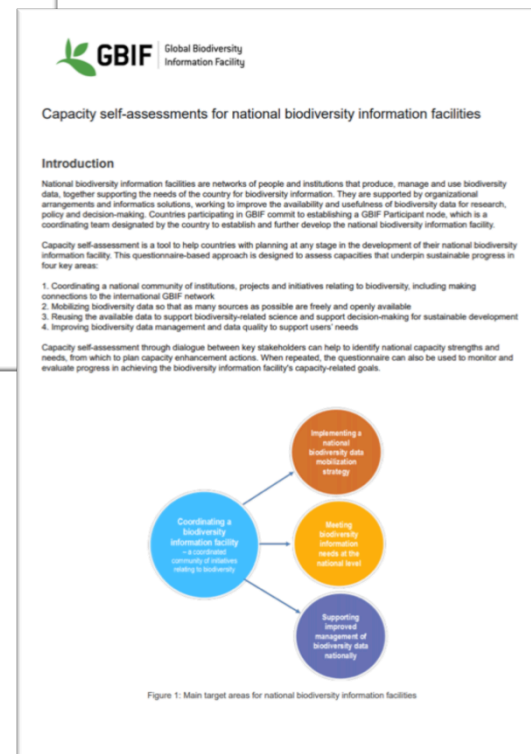 GBIF
Global Biodiversity
Information Facility
Capacity self-assessments for national biodiversity information facilities
Introduction
National biodiversity information facilities are networks of people and institutions that produce, manage and use biodiversity
data, together supporting the needs of the country for biodiversity information. They are supported by organizational
arrangements and informatics solutions, working to improve the availability and usefulness of biodiversity data for research,
policy and decision-making. Countries participating in GBIF commit to establishing a GBIF Participant node, which is a
coordinating team designated by the country to establish and further develop the national biodiversity information facility.
Capacity self-assessment is a tool to help countries with planning at any stage in the development of their national biodiversity
information facility. This questionnaire-based approach is designed to assess capacities that underpin sustainable progress in
four key areas:
1. Coordinating a national community of institutions, projects and initiatives relating to biodiversity, including making
connections to the international GBIF network
2. Mobilizing biodiversity data so that as many sources as possible are freely and openly available
3. Reusing the available data to support biodiversity-related science and support decision-making for sustainable development
4. Improving biodiversity data management and data quality to support users' needs
Capacity self-assessment through dialogue between key stakeholders can help to identify national capacity strengths and
needs, from which to plan capacity enhancement actions. When repeated, the questionnaire can also be used to monitor and
evaluate progress in achieving the biodiversity information facility's capacity-related goals.
Coordinating a
biodiversity
information facility
– a coordinated
community of initiatives
relating to biodiversity
Implementing a
national
biodiversity data
mobilization
strategy
Meeting
biodiversity
information
needs at the
national level
Supporting
improved
management of
biodiversity data
nationally
Figure 1: Main target areas for national biodiversity information facilities